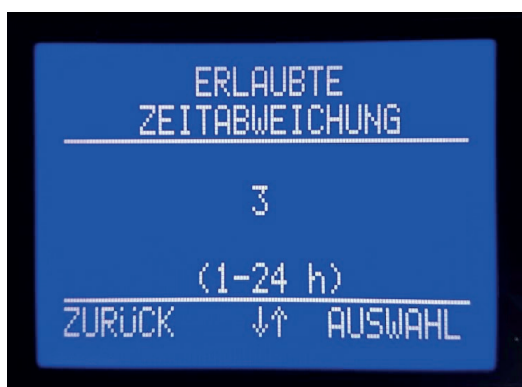 ERLAUBTE
ZEITABWEICHUNG
3
(1-24 h)
ZURüCK ↓↑ AUSWAHL